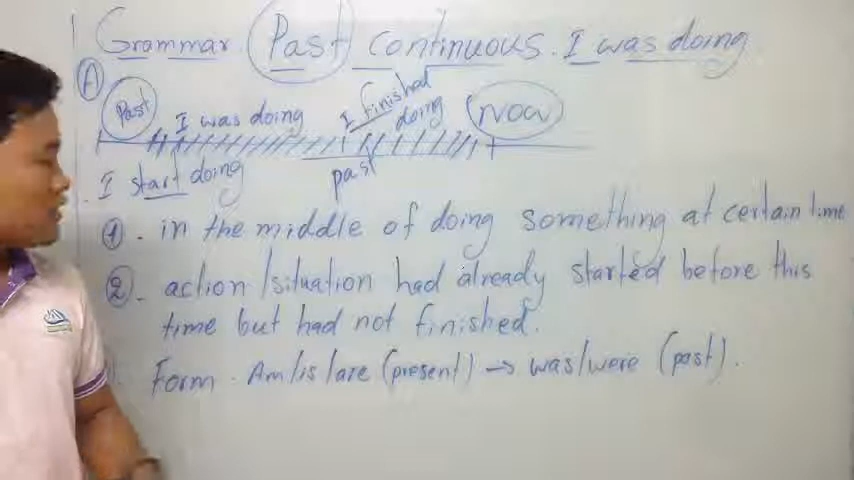 Grammar Past continuous. I was doing
A
Past I was doing I finished doing Now
I start doing past
1. in the middle of doing something at certain time
2. action/situation had already started before this
time but had not finished.
Form. Am/is/are (present) → was/were (past).